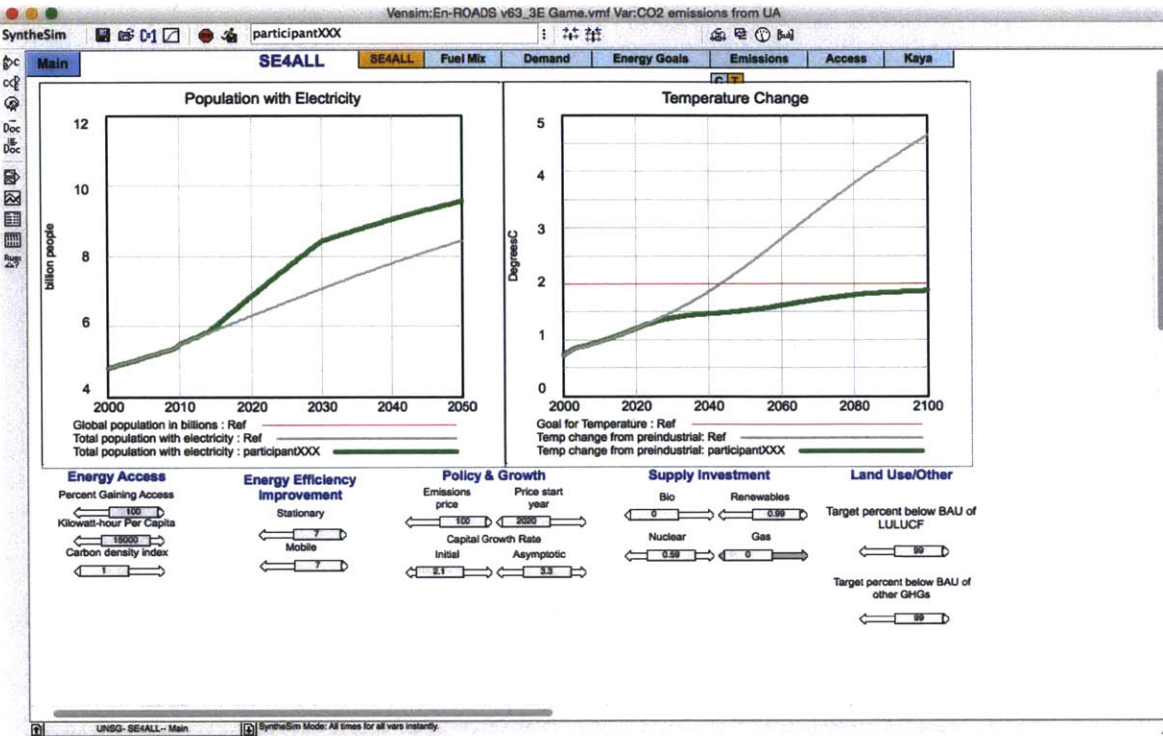 Vensim:En-ROADS v63_3E Game.vmf Var:CO2 emissions from UA
SyntheSim
participantXXX
Main
SE4ALL
SE4ALL Fuel Mix Demand Energy Goals Emissions Access Kaya
C T
Doc
Doc
Population with Electricity
12
10
8
6
4
billion people
2000 2010 2020 2030 2040 2050
Global population in billions : Ref
Total population with electricity : Ref
Total population with electricity : participantXXX
Temperature Change
5
4
3
2
1
0
DegreesC
2000 2020 2040 2060 2080 2100
Goal for Temperature : Ref
Temp change from preindustrial: Ref
Temp change from preindustrial: participantXXX
Energy Access
Percent Gaining Access
100
Kilowatt-hour Per Capita
15000
Carbon density index
1
Energy Efficiency
Improvement
Stationary
7
Mobile
7
Policy & Growth
Emissions price
100
Price start year
2020
Capital Growth Rate
Initial Asymptotic
2.1 3.3
Supply Investment
Bio Renewables
0 0.99
Nuclear Gas
0.59 0
Land Use/Other
Target percent below BAU of
LULUCF
99
Target percent below BAU of
other GHGs
99
UNSG- SE4ALL-- Main
SyntheSim Mode: All times for all vars instantly.